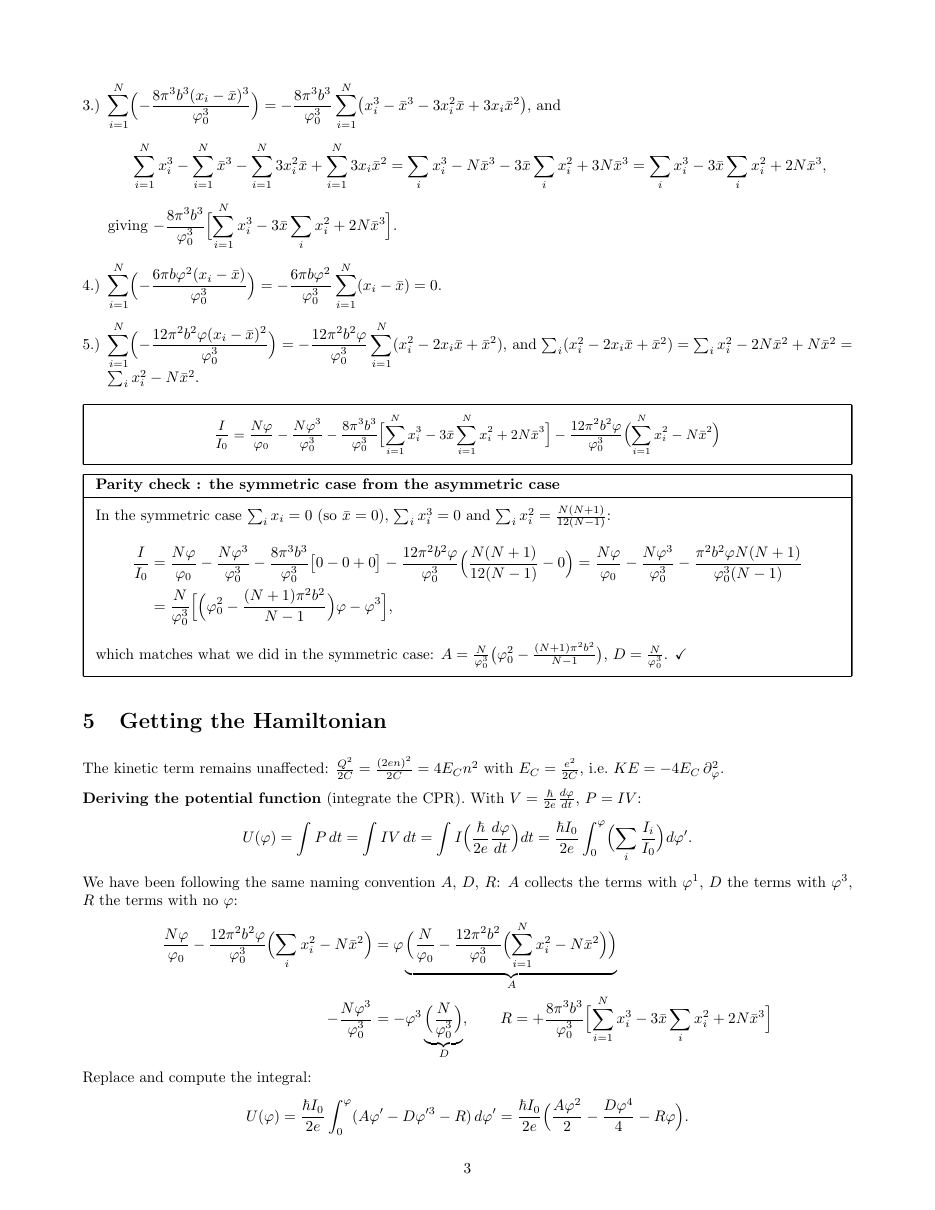 3.) $\sum_{i=1}^{N}\Big(-\frac{8\pi^3 b^3(x_i-\bar{x})^3}{\varphi_0^3}\Big) = -\frac{8\pi^3 b^3}{\varphi_0^3}\sum_{i=1}^{N}\big(x_i^3-\bar{x}^3-3x_i^2\bar{x}+3x_i\bar{x}^2\big)$, and
$\sum_{i=1}^{N}x_i^3-\sum_{i=1}^{N}\bar{x}^3-\sum_{i=1}^{N}3x_i^2\bar{x}+\sum_{i=1}^{N}3x_i\bar{x}^2=\sum_i x_i^3-N\bar{x}^3-3\bar{x}\sum_i x_i^2+3N\bar{x}^3=\sum_i x_i^3-3\bar{x}\sum_i x_i^2+2N\bar{x}^3,$
giving $-\frac{8\pi^3 b^3}{\varphi_0^3}\Big[\sum_{i=1}^{N}x_i^3-3\bar{x}\sum_i x_i^2+2N\bar{x}^3\Big]$.
4.) $\sum_{i=1}^{N}\Big(-\frac{6\pi b\varphi^2(x_i-\bar{x})}{\varphi_0^3}\Big)=-\frac{6\pi b\varphi^2}{\varphi_0^3}\sum_{i=1}^{N}(x_i-\bar{x})=0.$
5.) $\sum_{i=1}^{N}\Big(-\frac{12\pi^2b^2\varphi(x_i-\bar{x})^2}{\varphi_0^3}\Big)=-\frac{12\pi^2b^2\varphi}{\varphi_0^3}\sum_{i=1}^{N}(x_i^2-2x_i\bar{x}+\bar{x}^2)$, and $\sum_i(x_i^2-2x_i\bar{x}+\bar{x}^2)=\sum_i x_i^2-2N\bar{x}^2+N\bar{x}^2=$
$\sum_i x_i^2-N\bar{x}^2.$
$\frac{I}{I_0}=\frac{N\varphi}{\varphi_0}-\frac{N\varphi^3}{\varphi_0^3}-\frac{8\pi^3b^3}{\varphi_0^3}\Big[\sum_{i=1}^{N}x_i^3-3\bar{x}\sum_{i=1}^{N}x_i^2+2N\bar{x}^3\Big]-\frac{12\pi^2b^2\varphi}{\varphi_0^3}\Big(\sum_{i=1}^{N}x_i^2-N\bar{x}^2\Big)$
Parity check : the symmetric case from the asymmetric case
In the symmetric case $\sum_i x_i=0$ (so $\bar{x}=0$), $\sum_i x_i^3=0$ and $\sum_i x_i^2=\frac{N(N+1)}{12(N-1)}$:
$\frac{I}{I_0}=\frac{N\varphi}{\varphi_0}-\frac{N\varphi^3}{\varphi_0^3}-\frac{8\pi^3b^3}{\varphi_0^3}\big[0-0+0\big]-\frac{12\pi^2b^2\varphi}{\varphi_0^3}\Big(\frac{N(N+1)}{12(N-1)}-0\Big)=\frac{N\varphi}{\varphi_0}-\frac{N\varphi^3}{\varphi_0^3}-\frac{\pi^2b^2\varphi N(N+1)}{\varphi_0^3(N-1)}$
$=\frac{N}{\varphi_0^3}\Big[\Big(\varphi_0^2-\frac{(N+1)\pi^2b^2}{N-1}\Big)\varphi-\varphi^3\Big],$
which matches what we did in the symmetric case: $A=\frac{N}{\varphi_0^3}\big(\varphi_0^2-\frac{(N+1)\pi^2b^2}{N-1}\big)$, $D=\frac{N}{\varphi_0^3}$. ✓
5 Getting the Hamiltonian
The kinetic term remains unaffected: $\frac{Q^2}{2C}=\frac{(2en)^2}{2C}=4E_Cn^2$ with $E_C=\frac{e^2}{2C}$, i.e. $KE=-4E_C\,\partial_\varphi^2$.
Deriving the potential function (integrate the CPR). With $V=\frac{\hbar}{2e}\frac{d\varphi}{dt}$, $P=IV$:
$U(\varphi)=\int P\,dt=\int IV\,dt=\int I\Big(\frac{\hbar}{2e}\frac{d\varphi}{dt}\Big)dt=\frac{\hbar I_0}{2e}\int_0^{\varphi}\Big(\sum_i\frac{I_i}{I_0}\Big)d\varphi'.$
We have been following the same naming convention $A$, $D$, $R$: $A$ collects the terms with $\varphi^1$, $D$ the terms with $\varphi^3$,
$R$ the terms with no $\varphi$:
$\frac{N\varphi}{\varphi_0}-\frac{12\pi^2b^2\varphi}{\varphi_0^3}\Big(\sum_i x_i^2-N\bar{x}^2\Big)=\varphi\underbrace{\Big(\frac{N}{\varphi_0}-\frac{12\pi^2b^2}{\varphi_0^3}\Big(\sum_{i=1}^{N}x_i^2-N\bar{x}^2\Big)\Big)}_{A}$
$-\frac{N\varphi^3}{\varphi_0^3}=-\varphi^3\underbrace{\Big(\frac{N}{\varphi_0^3}\Big)}_{D},\qquad R=+\frac{8\pi^3b^3}{\varphi_0^3}\Big[\sum_{i=1}^{N}x_i^3-3\bar{x}\sum_i x_i^2+2N\bar{x}^3\Big]$
Replace and compute the integral:
$U(\varphi)=\frac{\hbar I_0}{2e}\int_0^{\varphi}(A\varphi'-D\varphi'^3-R)\,d\varphi'=\frac{\hbar I_0}{2e}\Big(\frac{A\varphi^2}{2}-\frac{D\varphi^4}{4}-R\varphi\Big).$
3